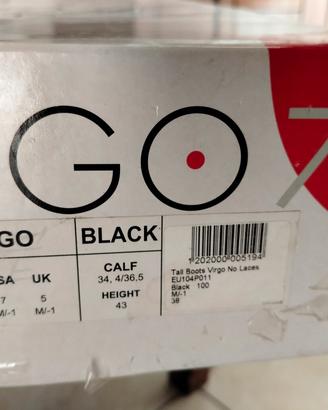 GO 7
GO BLACK
SA UK
7 5
M/-1 M/-1
CALF
34, 4/36,5
HEIGHT
43
1202000005194
Tall Boots Virgo No Laces
EU104P011
Black 100
M/-1
38